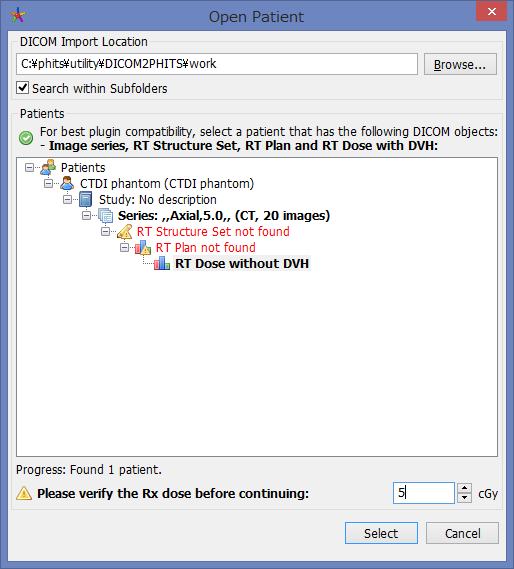 Open Patient
DICOM Import Location
C:¥phits¥utility¥DICOM2PHITS¥work
Browse...
Search within Subfolders
Patients
For best plugin compatibility, select a patient that has the following DICOM objects:
- Image series, RT Structure Set, RT Plan and RT Dose with DVH:
Patients
CTDI phantom (CTDI phantom)
Study: No description
Series: ,,Axial,5.0,, (CT, 20 images)
RT Structure Set not found
RT Plan not found
RT Dose without DVH
Progress: Found 1 patient.
Please verify the Rx dose before continuing:
5
cGy
Select
Cancel